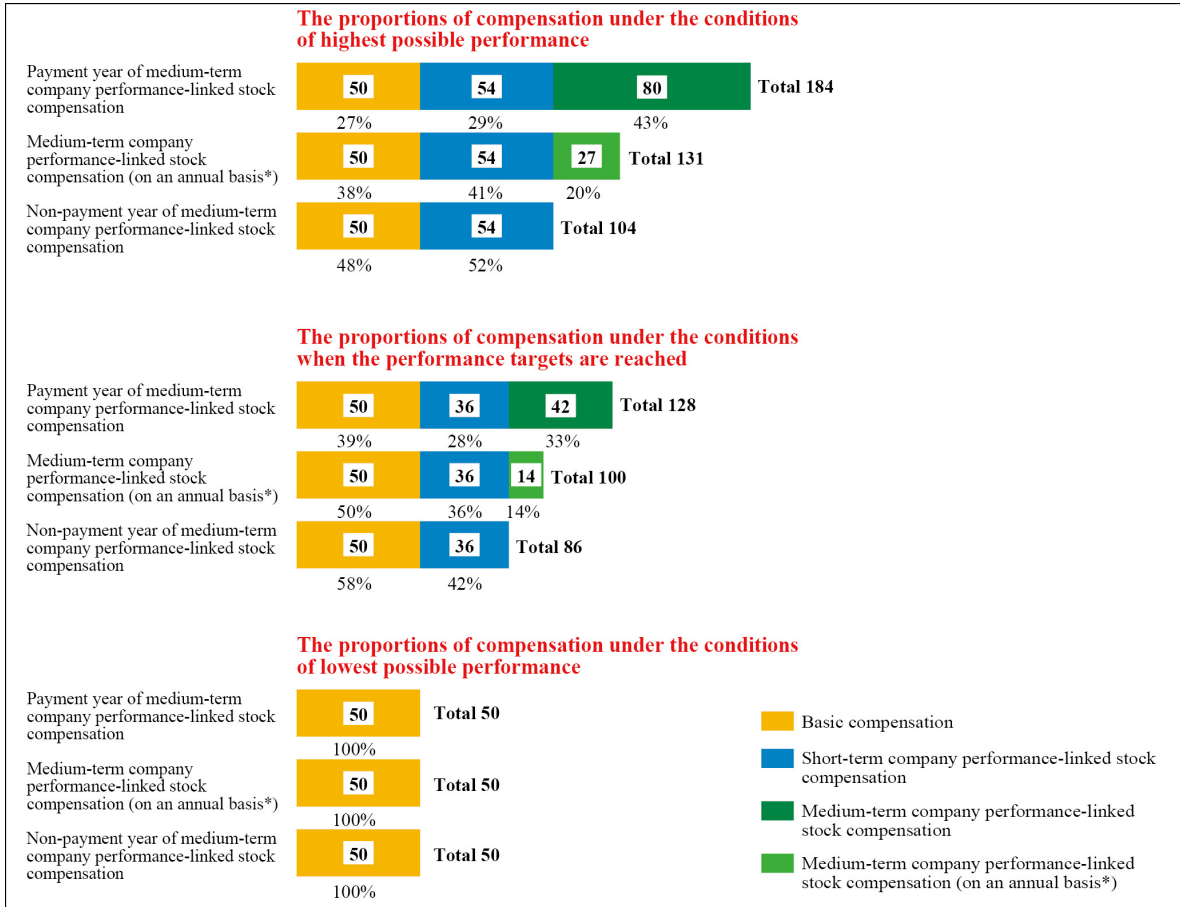 The proportions of compensation under the conditions
of highest possible performance
Payment year of medium-term
company performance-linked stock
compensation
50 54 80 Total 184
27% 29% 43%
Medium-term company
performance-linked stock
compensation (on an annual basis*)
50 54 27 Total 131
38% 41% 20%
Non-payment year of medium-term
company performance-linked stock
compensation
50 54 Total 104
48% 52%
The proportions of compensation under the conditions
when the performance targets are reached
Payment year of medium-term
company performance-linked stock
compensation
50 36 42 Total 128
39% 28% 33%
Medium-term company
performance-linked stock
compensation (on an annual basis*)
50 36 14 Total 100
50% 36% 14%
Non-payment year of medium-term
company performance-linked stock
compensation
50 36 Total 86
58% 42%
The proportions of compensation under the conditions
of lowest possible performance
Payment year of medium-term
company performance-linked stock
compensation
50 Total 50
100%
Medium-term company
performance-linked stock
compensation (on an annual basis*)
50 Total 50
100%
Non-payment year of medium-term
company performance-linked stock
compensation
50 Total 50
100%
Basic compensation
Short-term company performance-linked stock
compensation
Medium-term company performance-linked
stock compensation
Medium-term company performance-linked
stock compensation (on an annual basis*)